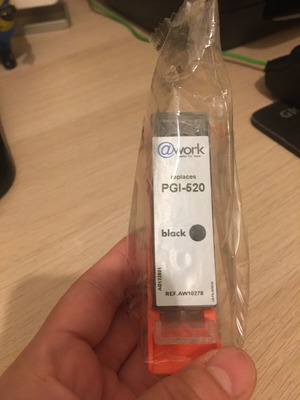 @work
replaces
PGI-520
black
REF.AW10278